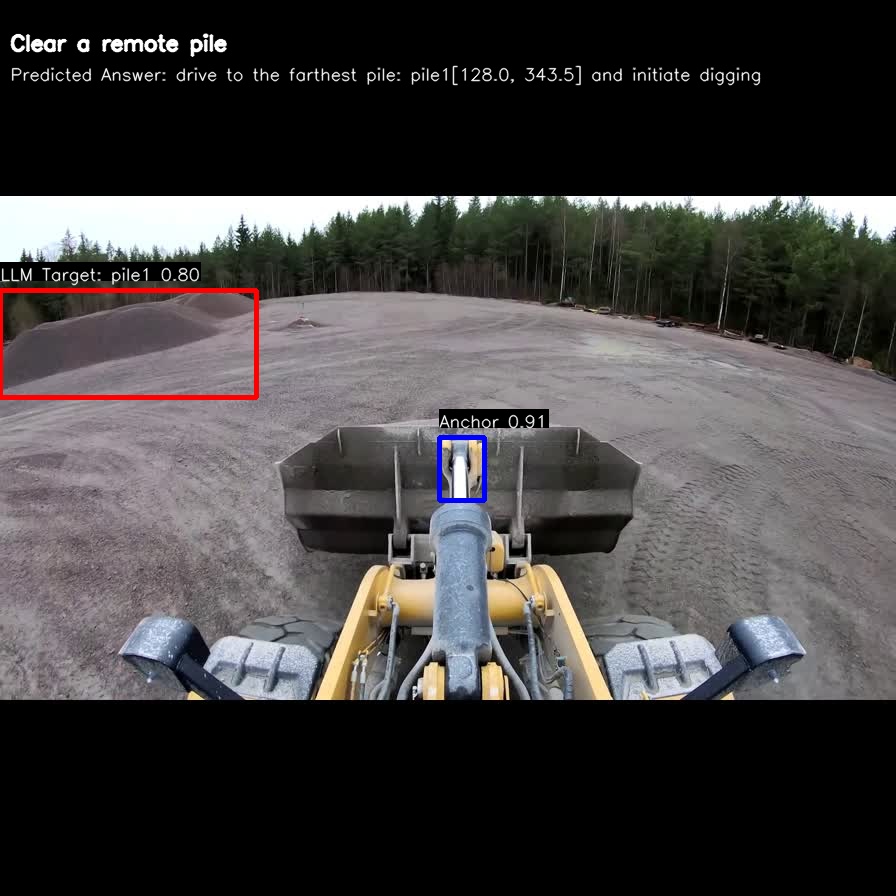 Clear a remote pile
Predicted Answer: drive to the farthest pile: pile1[128.0, 343.5] and initiate digging
LLM Target: pile1 0.80
Anchor 0.91